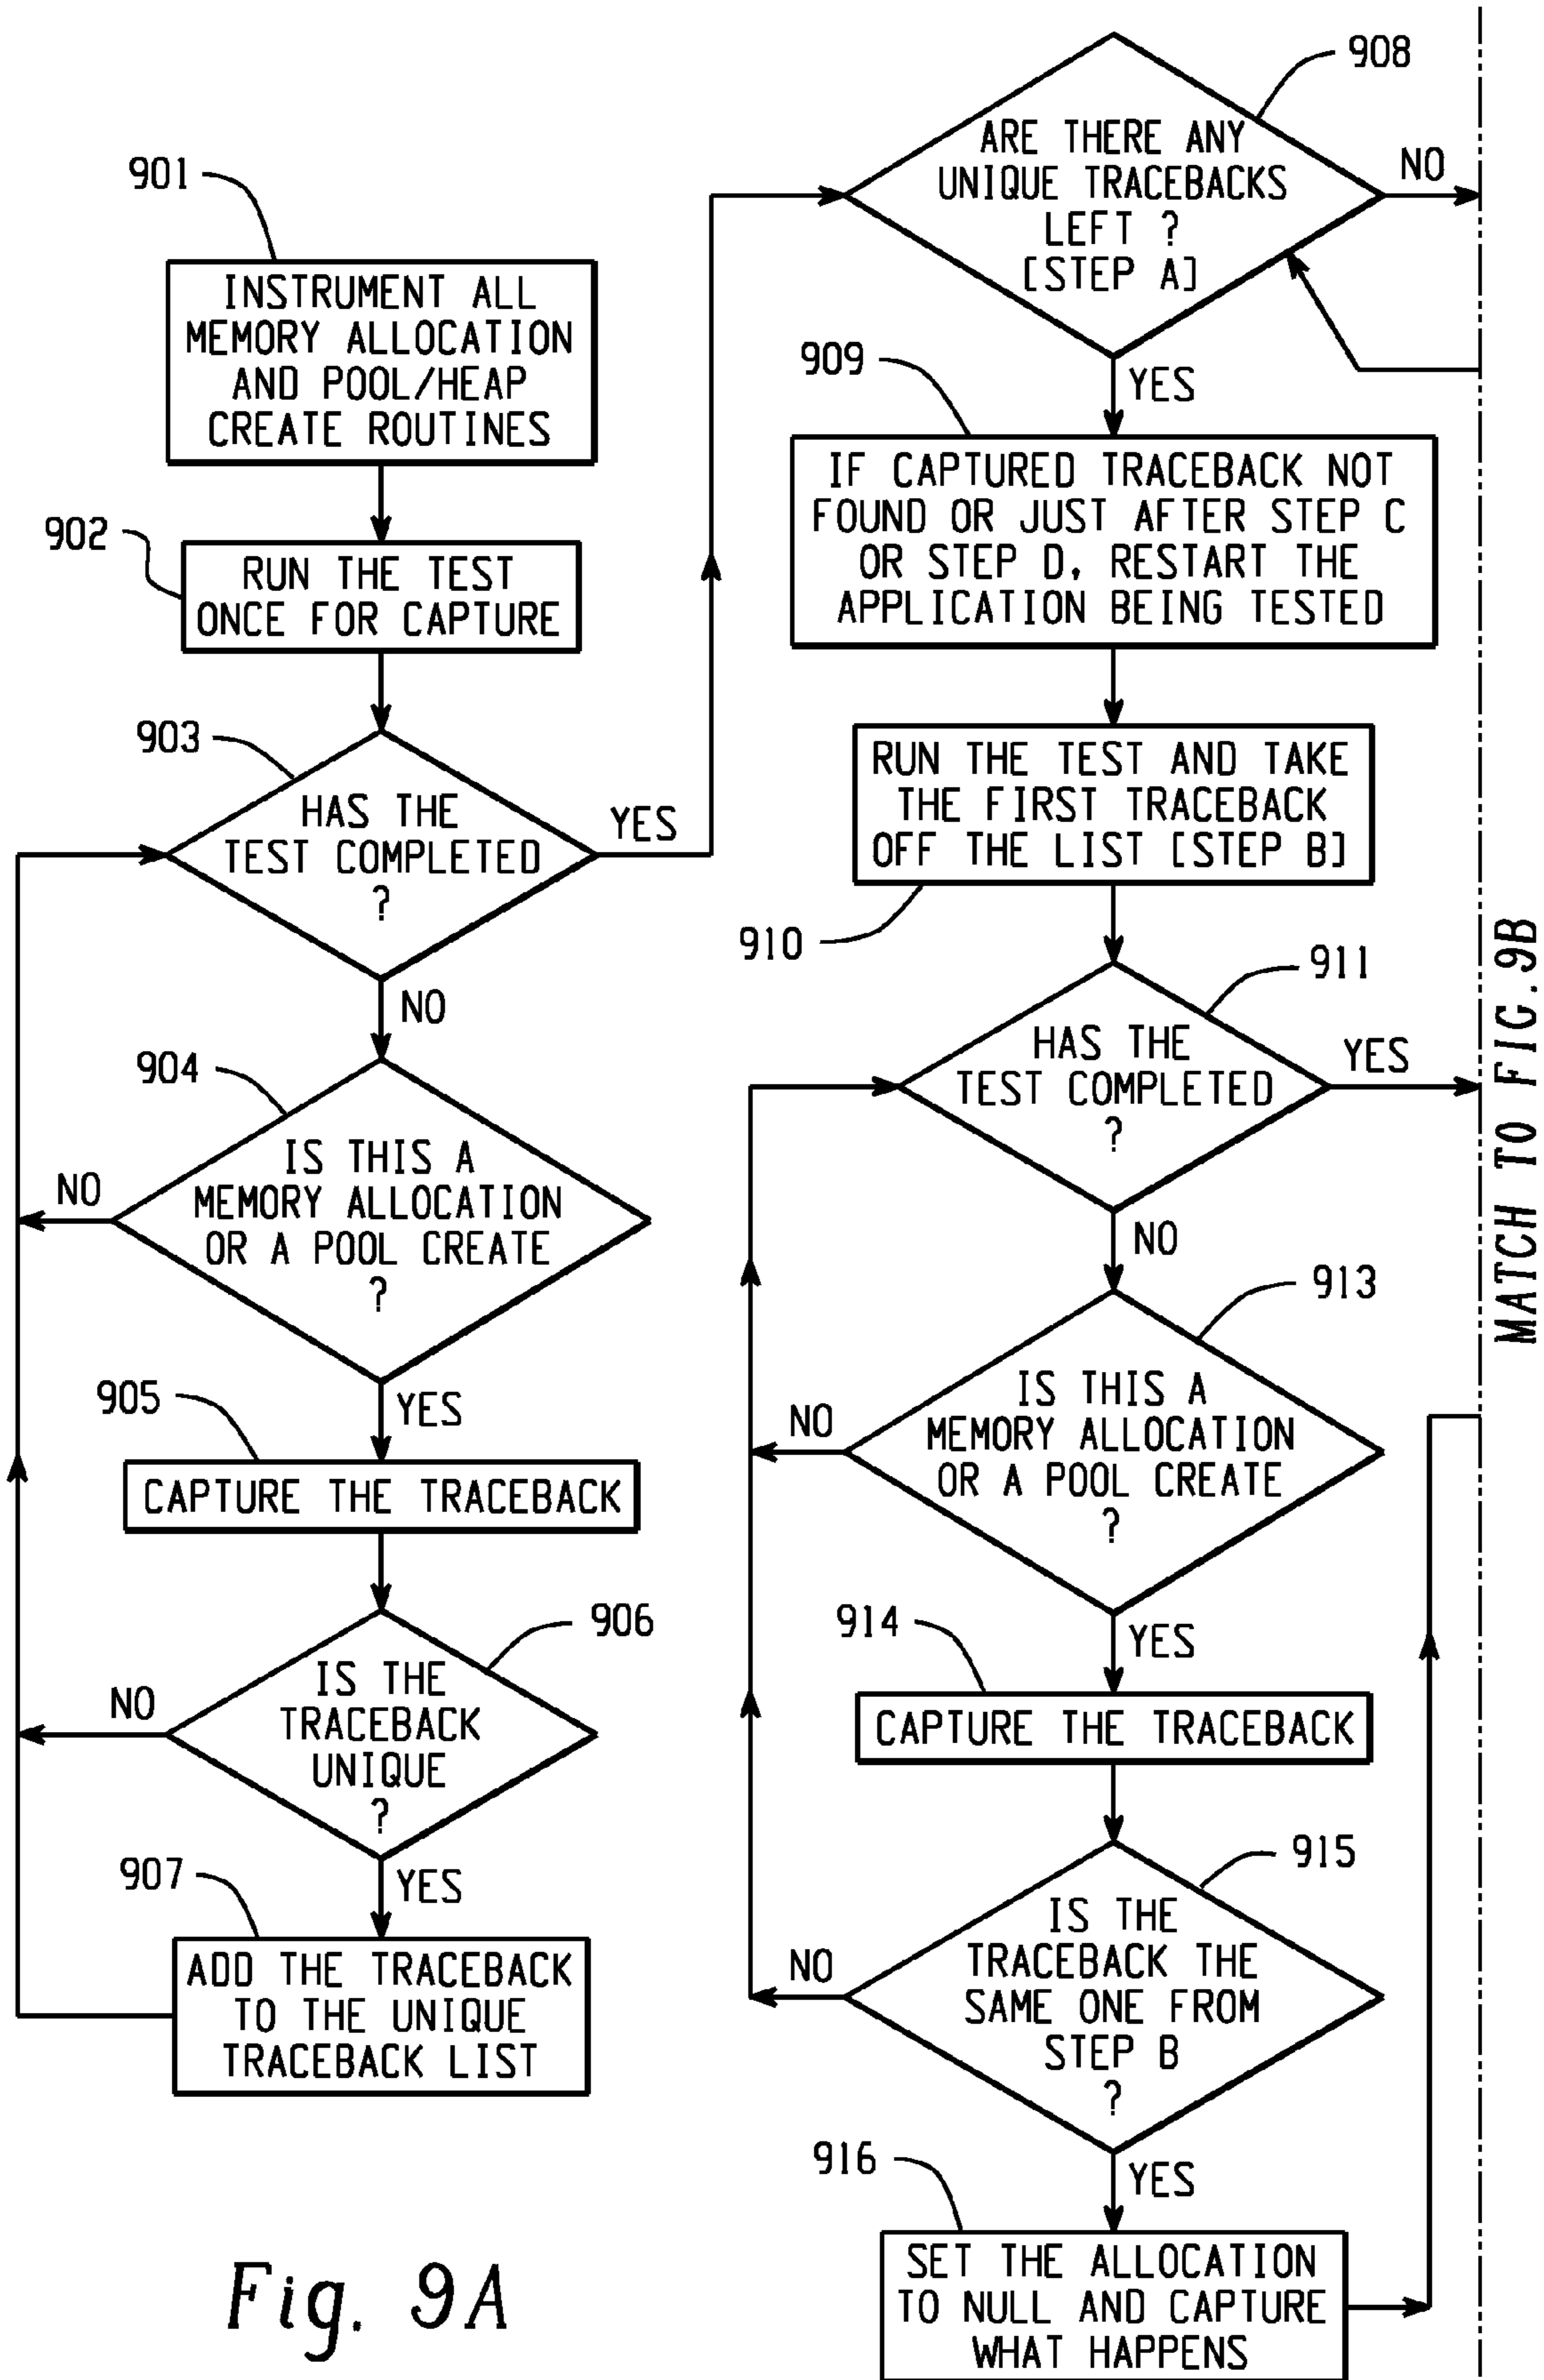 901
INSTRUMENT ALL
MEMORY ALLOCATION
AND POOL/HEAP
CREATE ROUTINES
902
RUN THE TEST
ONCE FOR CAPTURE
903
HAS THE
TEST COMPLETED
?
YES
NO
904
IS THIS A
MEMORY ALLOCATION
OR A POOL CREATE
?
NO
YES
905
CAPTURE THE TRACEBACK
906
IS THE
TRACEBACK
UNIQUE
?
NO
YES
907
ADD THE TRACEBACK
TO THE UNIQUE
TRACEBACK LIST
908
ARE THERE ANY
UNIQUE TRACEBACKS
LEFT ?
[STEP A]
NO
YES
909
IF CAPTURED TRACEBACK NOT
FOUND OR JUST AFTER STEP C
OR STEP D, RESTART THE
APPLICATION BEING TESTED
RUN THE TEST AND TAKE
THE FIRST TRACEBACK
OFF THE LIST [STEP B]
910
911
HAS THE
TEST COMPLETED
?
YES
NO
913
IS THIS A
MEMORY ALLOCATION
OR A POOL CREATE
?
NO
YES
914
CAPTURE THE TRACEBACK
915
IS THE
TRACEBACK THE
SAME ONE FROM
STEP B
?
NO
YES
916
SET THE ALLOCATION
TO NULL AND CAPTURE
WHAT HAPPENS
MATCH TO FIG.9B
Fig. 9A